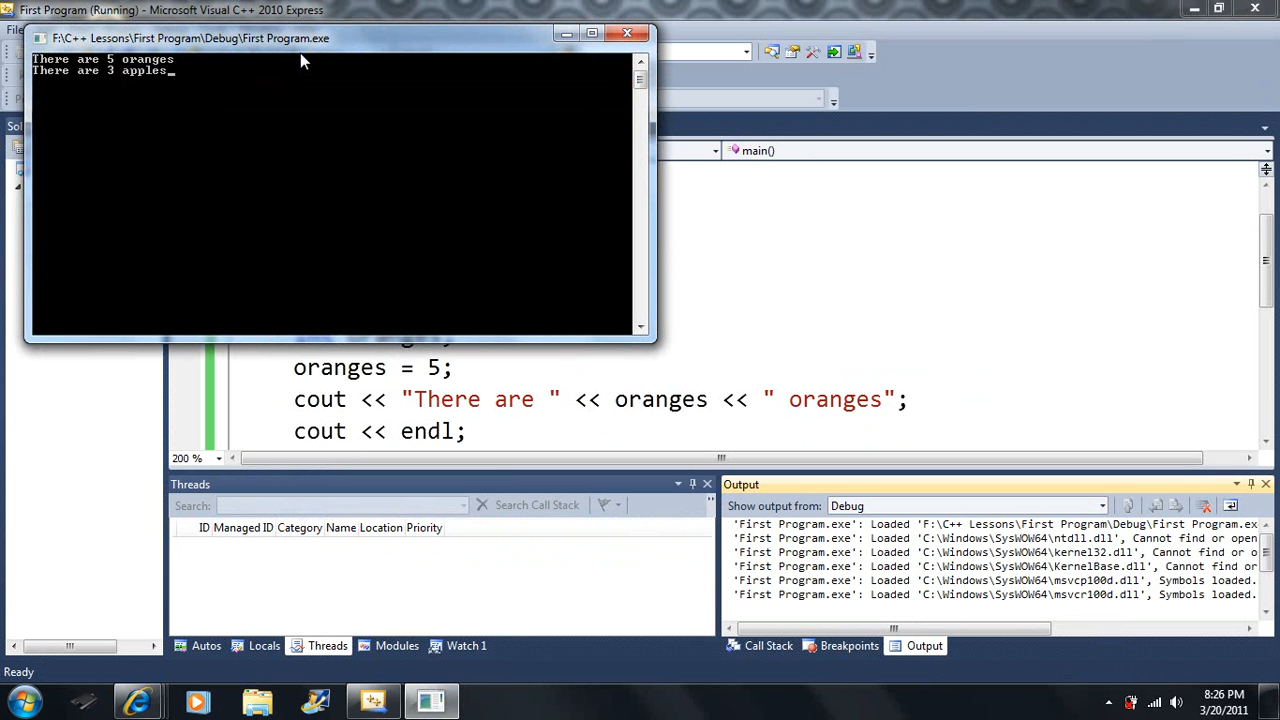 First Program (Running) - Microsoft Visual C++ 2010 Express
File
F:\C++ Lessons\First Program\Debug\First Program.exe
There are 5 oranges
There are 3 apples_
main()
oranges = 5;
cout << "There are " << oranges << " oranges";
cout << endl;
200 %
Threads
Search:
Search Call Stack
ID Managed ID Category Name Location Priority
Output
Show output from: Debug
'First Program.exe': Loaded 'F:\C++ Lessons\First Program\Debug\First Program.exe
'First Program.exe': Loaded 'C:\Windows\SysWOW64\ntdll.dll', Cannot find or open
'First Program.exe': Loaded 'C:\Windows\SysWOW64\kernel32.dll', Cannot find or o
'First Program.exe': Loaded 'C:\Windows\SysWOW64\KernelBase.dll', Cannot find or
'First Program.exe': Loaded 'C:\Windows\SysWOW64\msvcp100d.dll', Symbols loaded.
'First Program.exe': Loaded 'C:\Windows\SysWOW64\msvcr100d.dll', Symbols loaded.
Autos Locals Threads Modules Watch 1
Call Stack Breakpoints Output
Ready
8:26 PM
3/20/2011